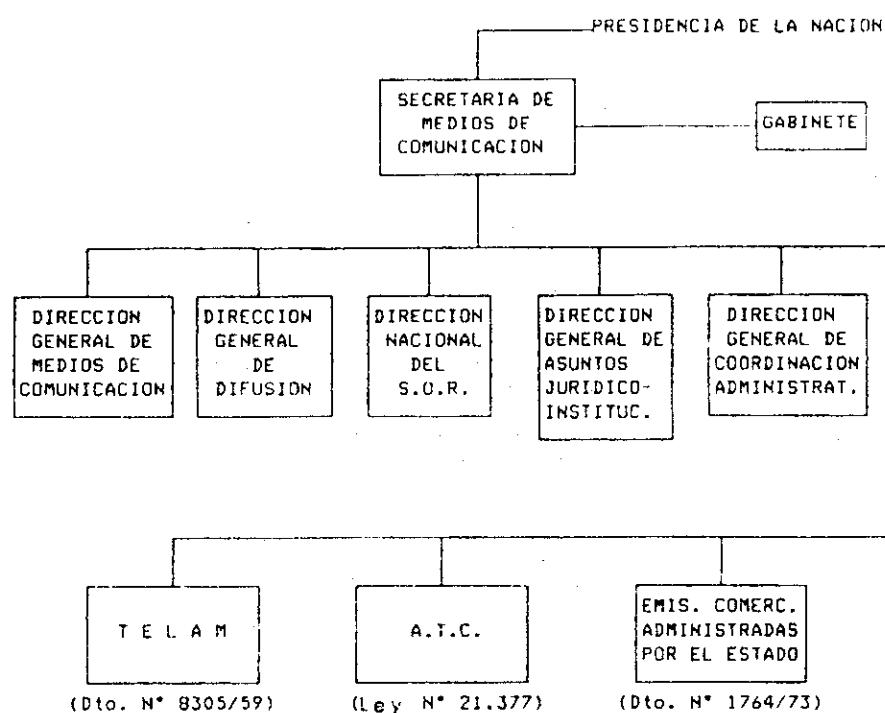 PRESIDENCIA DE LA NACION
SECRETARIA DE
MEDIOS DE
COMUNICACION
GABINETE
DIRECCION
GENERAL DE
MEDIOS DE
COMUNICACION
DIRECCION
GENERAL
DE
DIFUSION
DIRECCION
NACIONAL
DEL
S.O.R.
DIRECCION
GENERAL DE
ASUNTOS
JURIDICO-
INSTITUC.
DIRECCION
GENERAL DE
COORDINACION
ADMINISTRAT.
T E L A M
(Dto. N° 8305/59)
A.T.C.
(Ley N° 21.377)
EMIS. COMERC.
ADMINISTRADAS
POR EL ESTADO
(Dto. N° 1764/73)